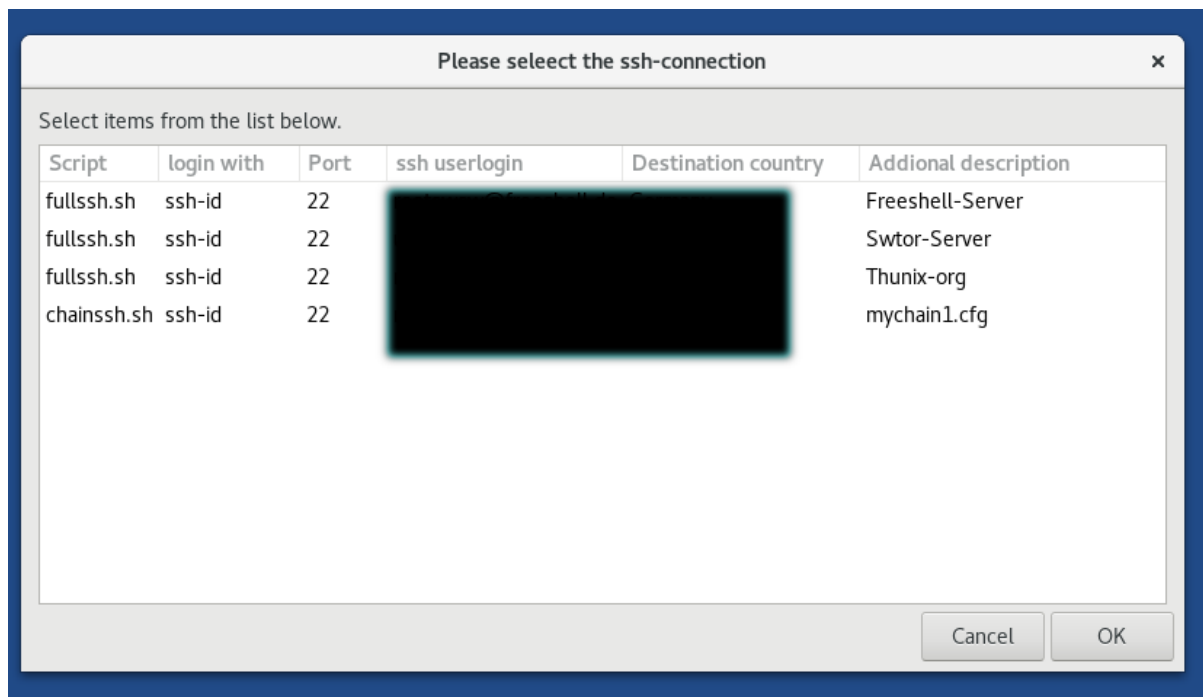 Please seleect the ssh-connection ×
Select items from the list below.
Script login with Port ssh userlogin Destination country Addional description
fullssh.sh ssh-id 22 Freeshell-Server
fullssh.sh ssh-id 22 Swtor-Server
fullssh.sh ssh-id 22 Thunix-org
chainssh.sh ssh-id 22 mychain1.cfg
Cancel OK